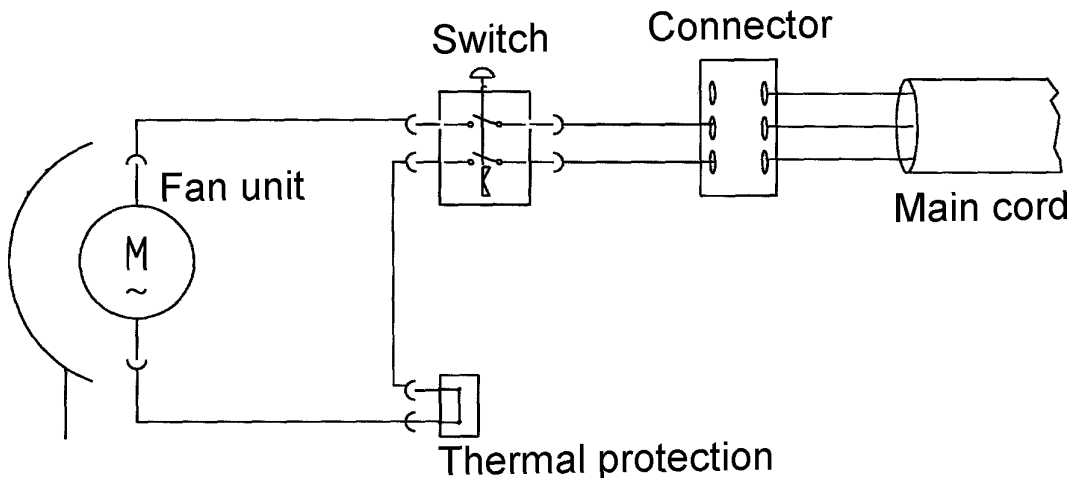 Switch
Connector
Fan unit
Main cord
M
~
Thermal protection